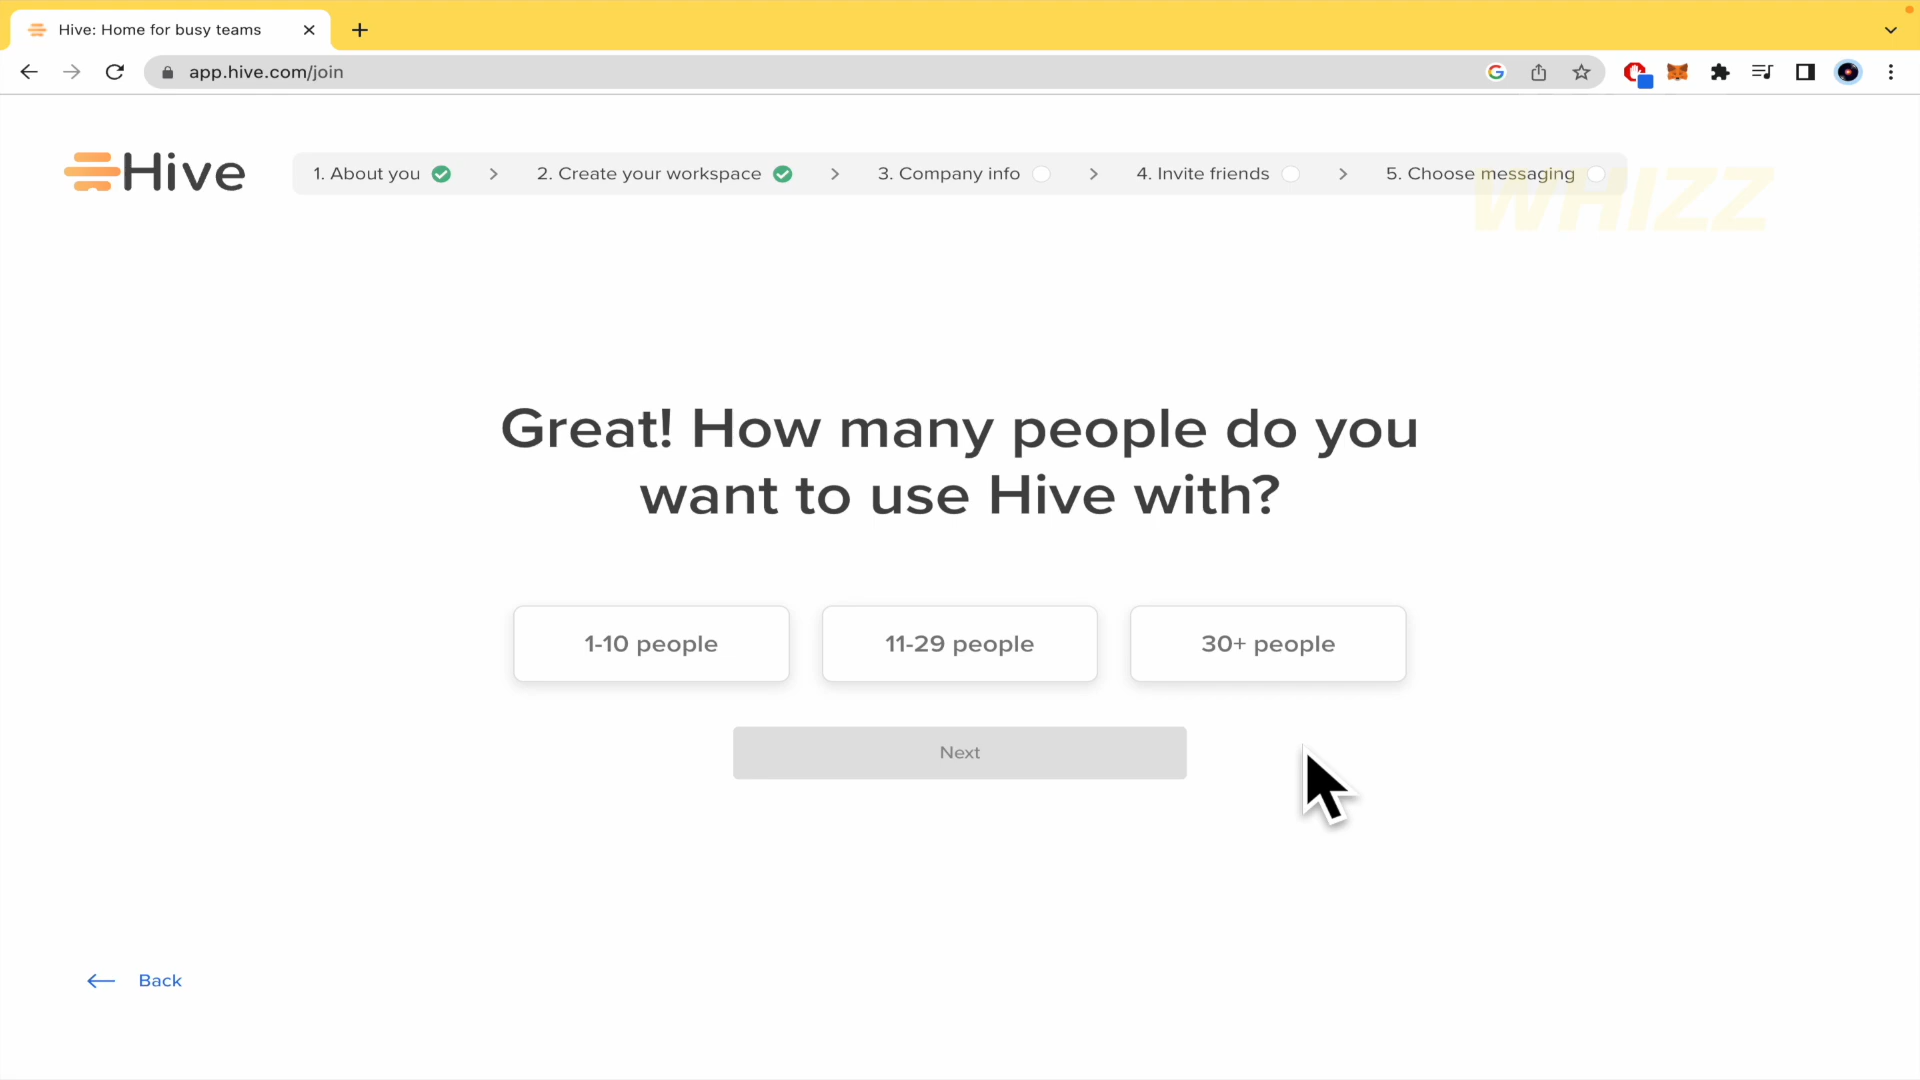 Hive: Home for busy teams
app.hive.com/join
Hive
1. About you > 2. Create your workspace > 3. Company info > 4. Invite friends > 5. Choose messaging
WHIZZ
Great! How many people do you
want to use Hive with?
1-10 people 11-29 people 30+ people
Next
Back